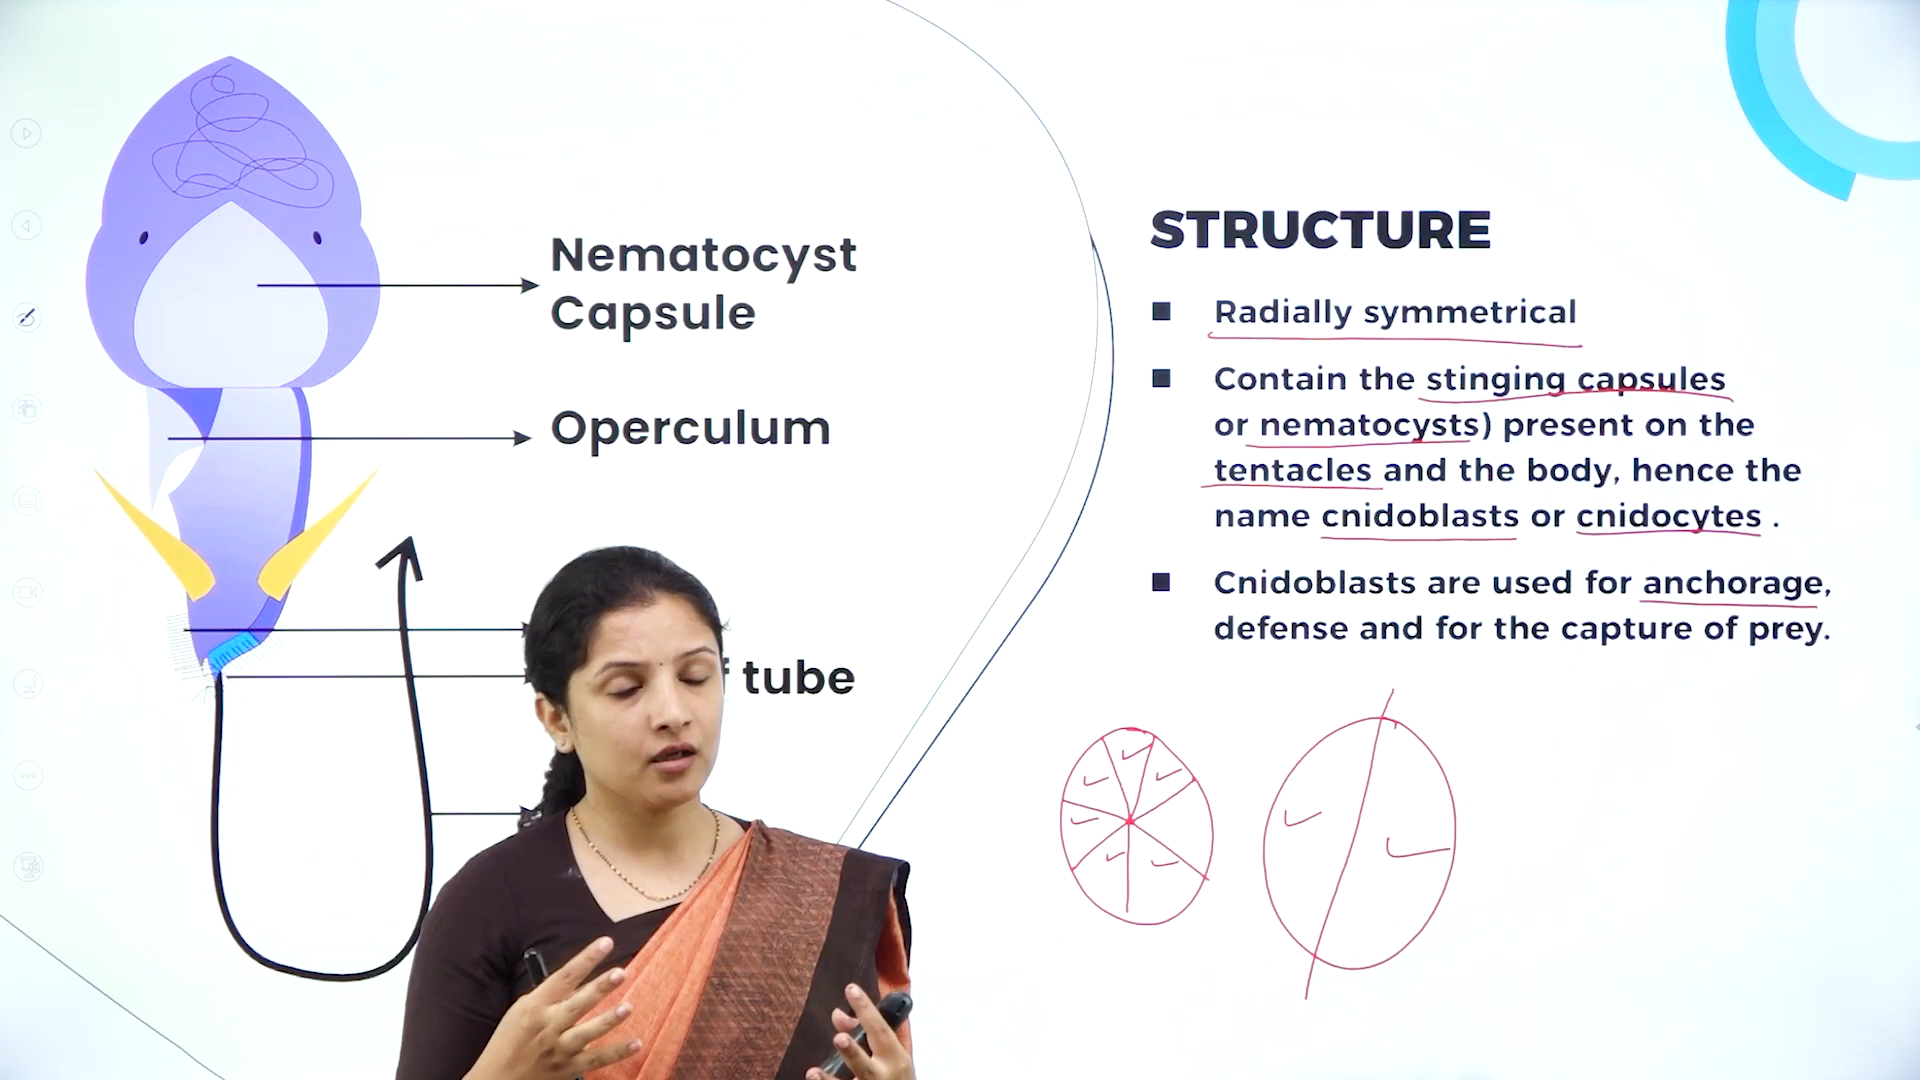 Nematocyst
Capsule
Operculum
tube
STRUCTURE
Radially symmetrical
Contain the stinging capsules
or nematocysts) present on the
tentacles and the body, hence the
name cnidoblasts or cnidocytes .
Cnidoblasts are used for anchorage,
defense and for the capture of prey.